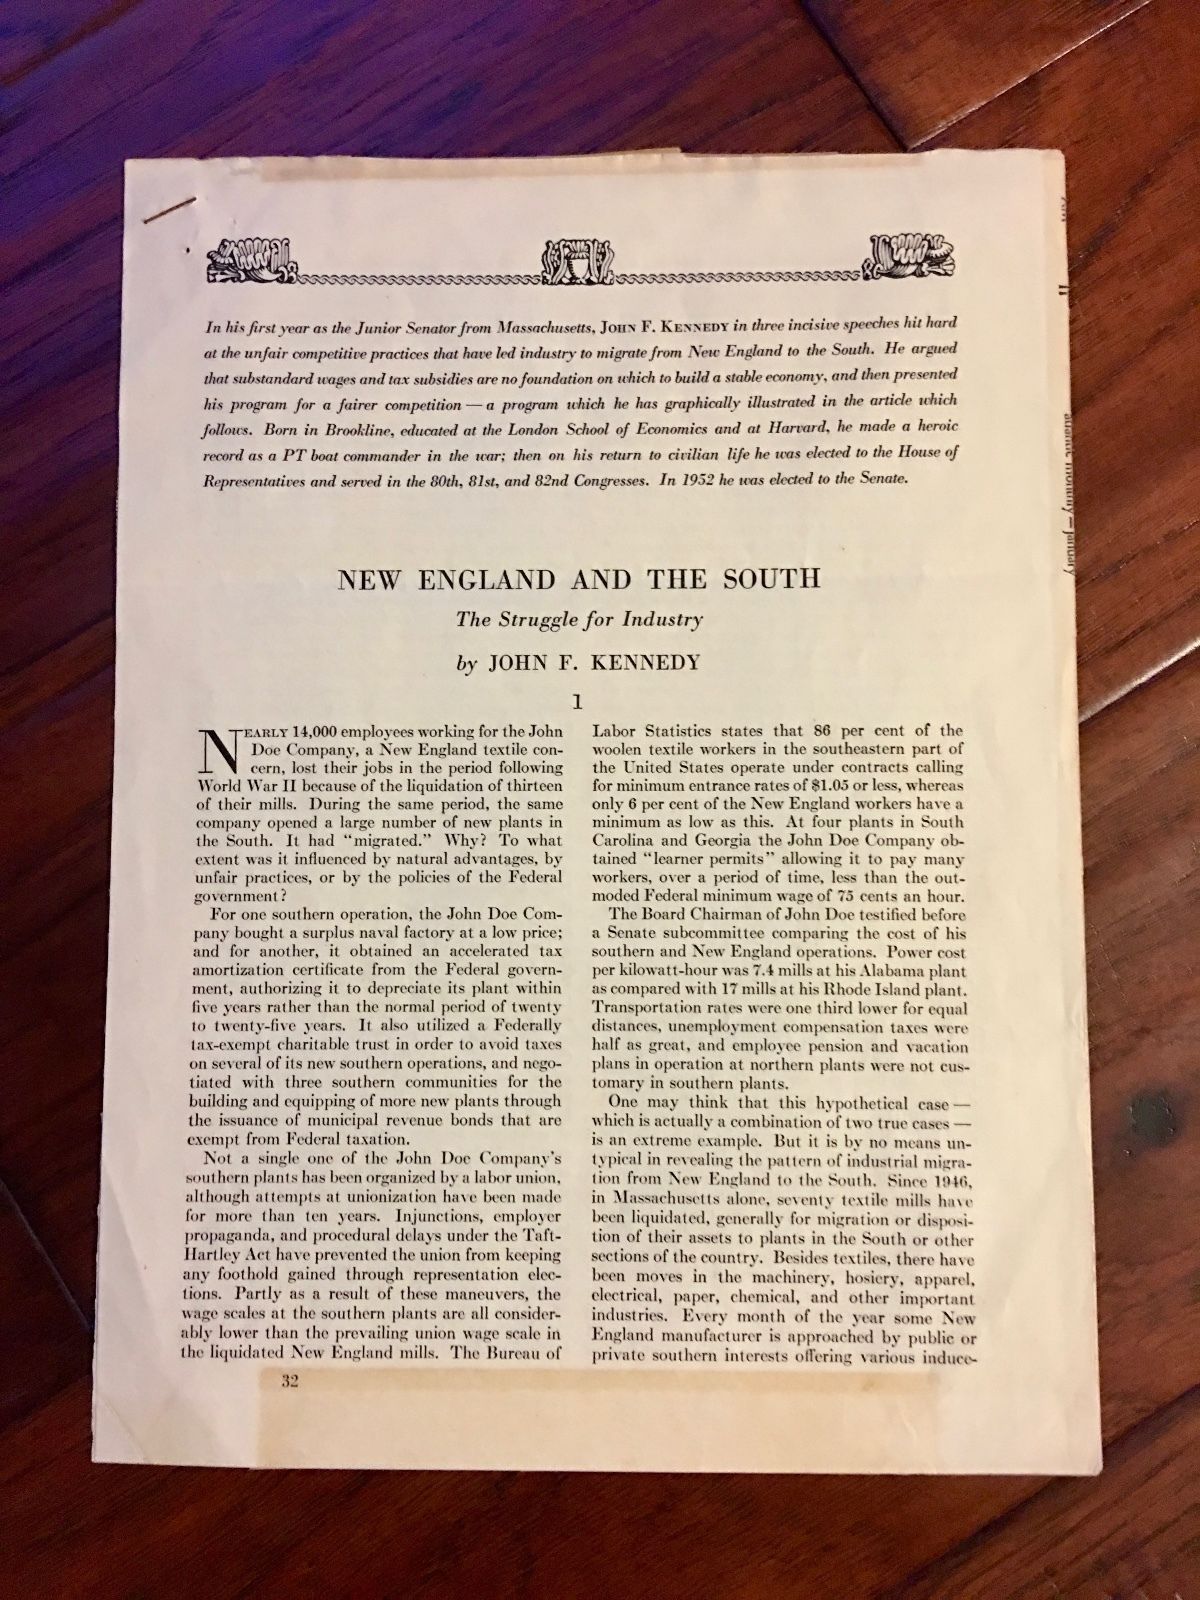 In his first year as the Junior Senator from Massachusetts, JOHN F. KENNEDY in three incisive speeches hit hard
at the unfair competitive practices that have led industry to migrate from New England to the South. He argued
that substandard wages and tax subsidies are no foundation on which to build a stable economy, and then presented
his program for a fairer competition — a program which he has graphically illustrated in the article which
follows. Born in Brookline, educated at the London School of Economics and at Harvard, he made a heroic
record as a PT boat commander in the war; then on his return to civilian life he was elected to the House of
Representatives and served in the 80th, 81st, and 82nd Congresses. In 1952 he was elected to the Senate.
NEW ENGLAND AND THE SOUTH
The Struggle for Industry
by JOHN F. KENNEDY
1
NEARLY 14,000 employees working for the John
Doe Company, a New England textile con-
cern, lost their jobs in the period following
World War II because of the liquidation of thirteen
of their mills. During the same period, the same
company opened a large number of new plants in
the South. It had "migrated." Why? To what
extent was it influenced by natural advantages, by
unfair practices, or by the policies of the Federal
government?
For one southern operation, the John Doe Com-
pany bought a surplus naval factory at a low price;
and for another, it obtained an accelerated tax
amortization certificate from the Federal govern-
ment, authorizing it to depreciate its plant within
five years rather than the normal period of twenty
to twenty-five years. It also utilized a Federally
tax-exempt charitable trust in order to avoid taxes
on several of its new southern operations, and nego-
tiated with three southern communities for the
building and equipping of more new plants through
the issuance of municipal revenue bonds that are
exempt from Federal taxation.
Not a single one of the John Doe Company's
southern plants has been organized by a labor union,
although attempts at unionization have been made
for more than ten years. Injunctions, employer
propaganda, and procedural delays under the Taft-
Hartley Act have prevented the union from keeping
any foothold gained through representation elec-
tions. Partly as a result of these maneuvers, the
wage scales at the southern plants are all consider-
ably lower than the prevailing union wage scale in
the liquidated New England mills. The Bureau of
Labor Statistics states that 86 per cent of the
woolen textile workers in the southeastern part of
the United States operate under contracts calling
for minimum entrance rates of $1.05 or less, whereas
only 6 per cent of the New England workers have a
minimum as low as this. At four plants in South
Carolina and Georgia the John Doe Company ob-
tained "learner permits" allowing it to pay many
workers, over a period of time, less than the out-
moded Federal minimum wage of 75 cents an hour.
The Board Chairman of John Doe testified before
a Senate subcommittee comparing the cost of his
southern and New England operations. Power cost
per kilowatt-hour was 7.4 mills at his Alabama plant
as compared with 17 mills at his Rhode Island plant.
Transportation rates were one third lower for equal
distances, unemployment compensation taxes were
half as great, and employee pension and vacation
plans in operation at northern plants were not cus-
tomary in southern plants.
One may think that this hypothetical case —
which is actually a combination of two true cases —
is an extreme example. But it is by no means un-
typical in revealing the pattern of industrial migra-
tion from New England to the South. Since 1946,
in Massachusetts alone, seventy textile mills have
been liquidated, generally for migration or disposi-
tion of their assets to plants in the South or other
sections of the country. Besides textiles, there have
been moves in the machinery, hosiery, apparel,
electrical, paper, chemical, and other important
industries. Every month of the year some New
England manufacturer is approached by public or
private southern interests offering various induce-
32
atlantic monthly—january